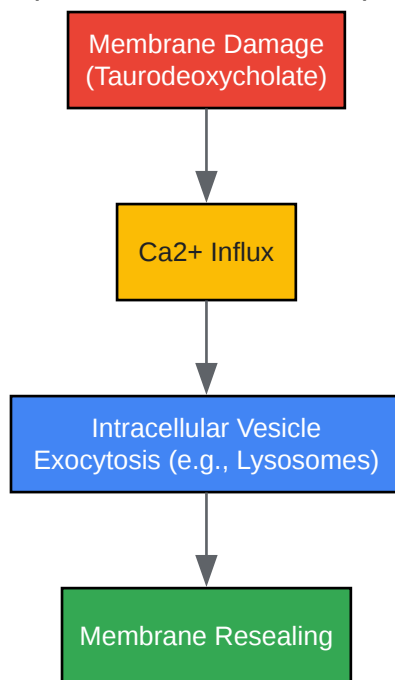 Membrane Damage
(Taurodeoxycholate)
Ca2+ Influx
Intracellular Vesicle
Exocytosis (e.g., Lysosomes)
Membrane Resealing